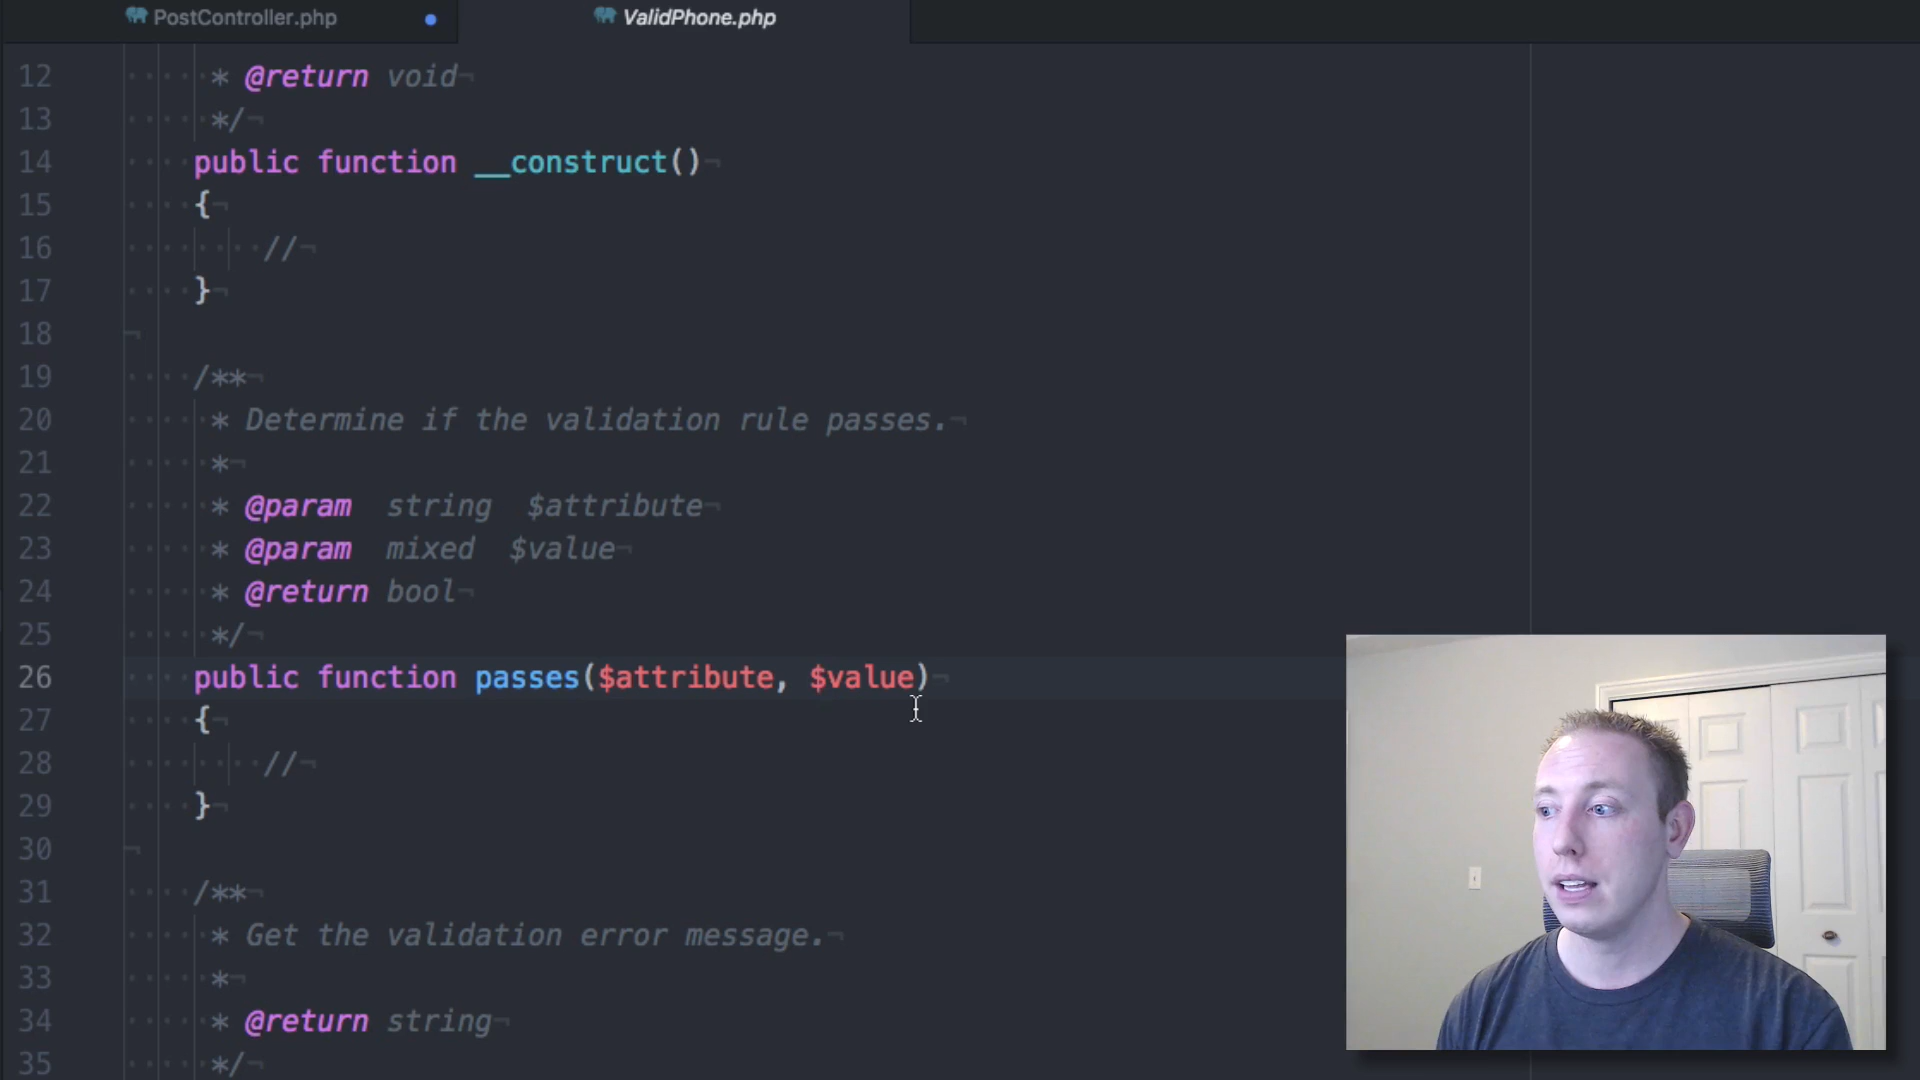 PostController.php
ValidPhone.php
12 * @return void
13 */
14 public function __construct()
15 {
16 //
17 }
18
19 /**
20 * Determine if the validation rule passes.
21 *
22 * @param  string  $attribute
23 * @param  mixed  $value
24 * @return bool
25 */
26 public function passes($attribute, $value)
27 {
28 //
29 }
30
31 /**
32 * Get the validation error message.
33 *
34 * @return string
35 */